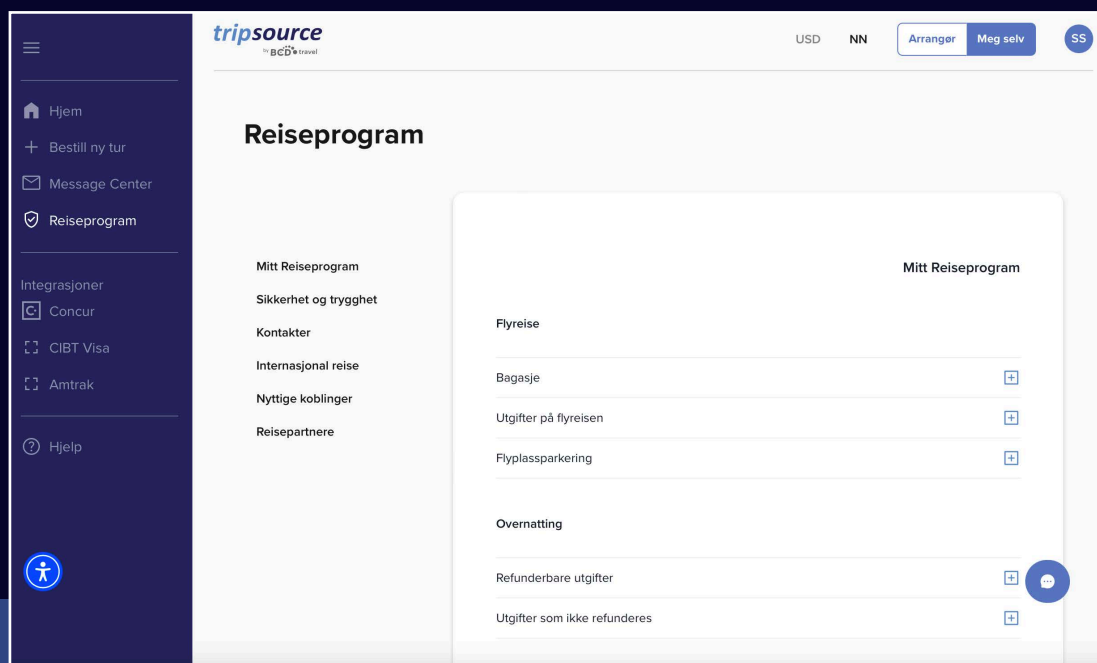 tripsource
by BCD travel
USD
NN
Arrangør
Meg selv
SS
Hjem
Bestill ny tur
Message Center
Reiseprogram
Integrasjoner
Concur
CIBT Visa
Amtrak
Hjelp
Reiseprogram
Mitt Reiseprogram
Sikkerhet og trygghet
Kontakter
Internasjonal reise
Nyttige koblinger
Reisepartnere
Mitt Reiseprogram
Flyreise
Bagasje
Utgifter på flyreisen
Flyplassparkering
Overnatting
Refunderbare utgifter
Utgifter som ikke refunderes